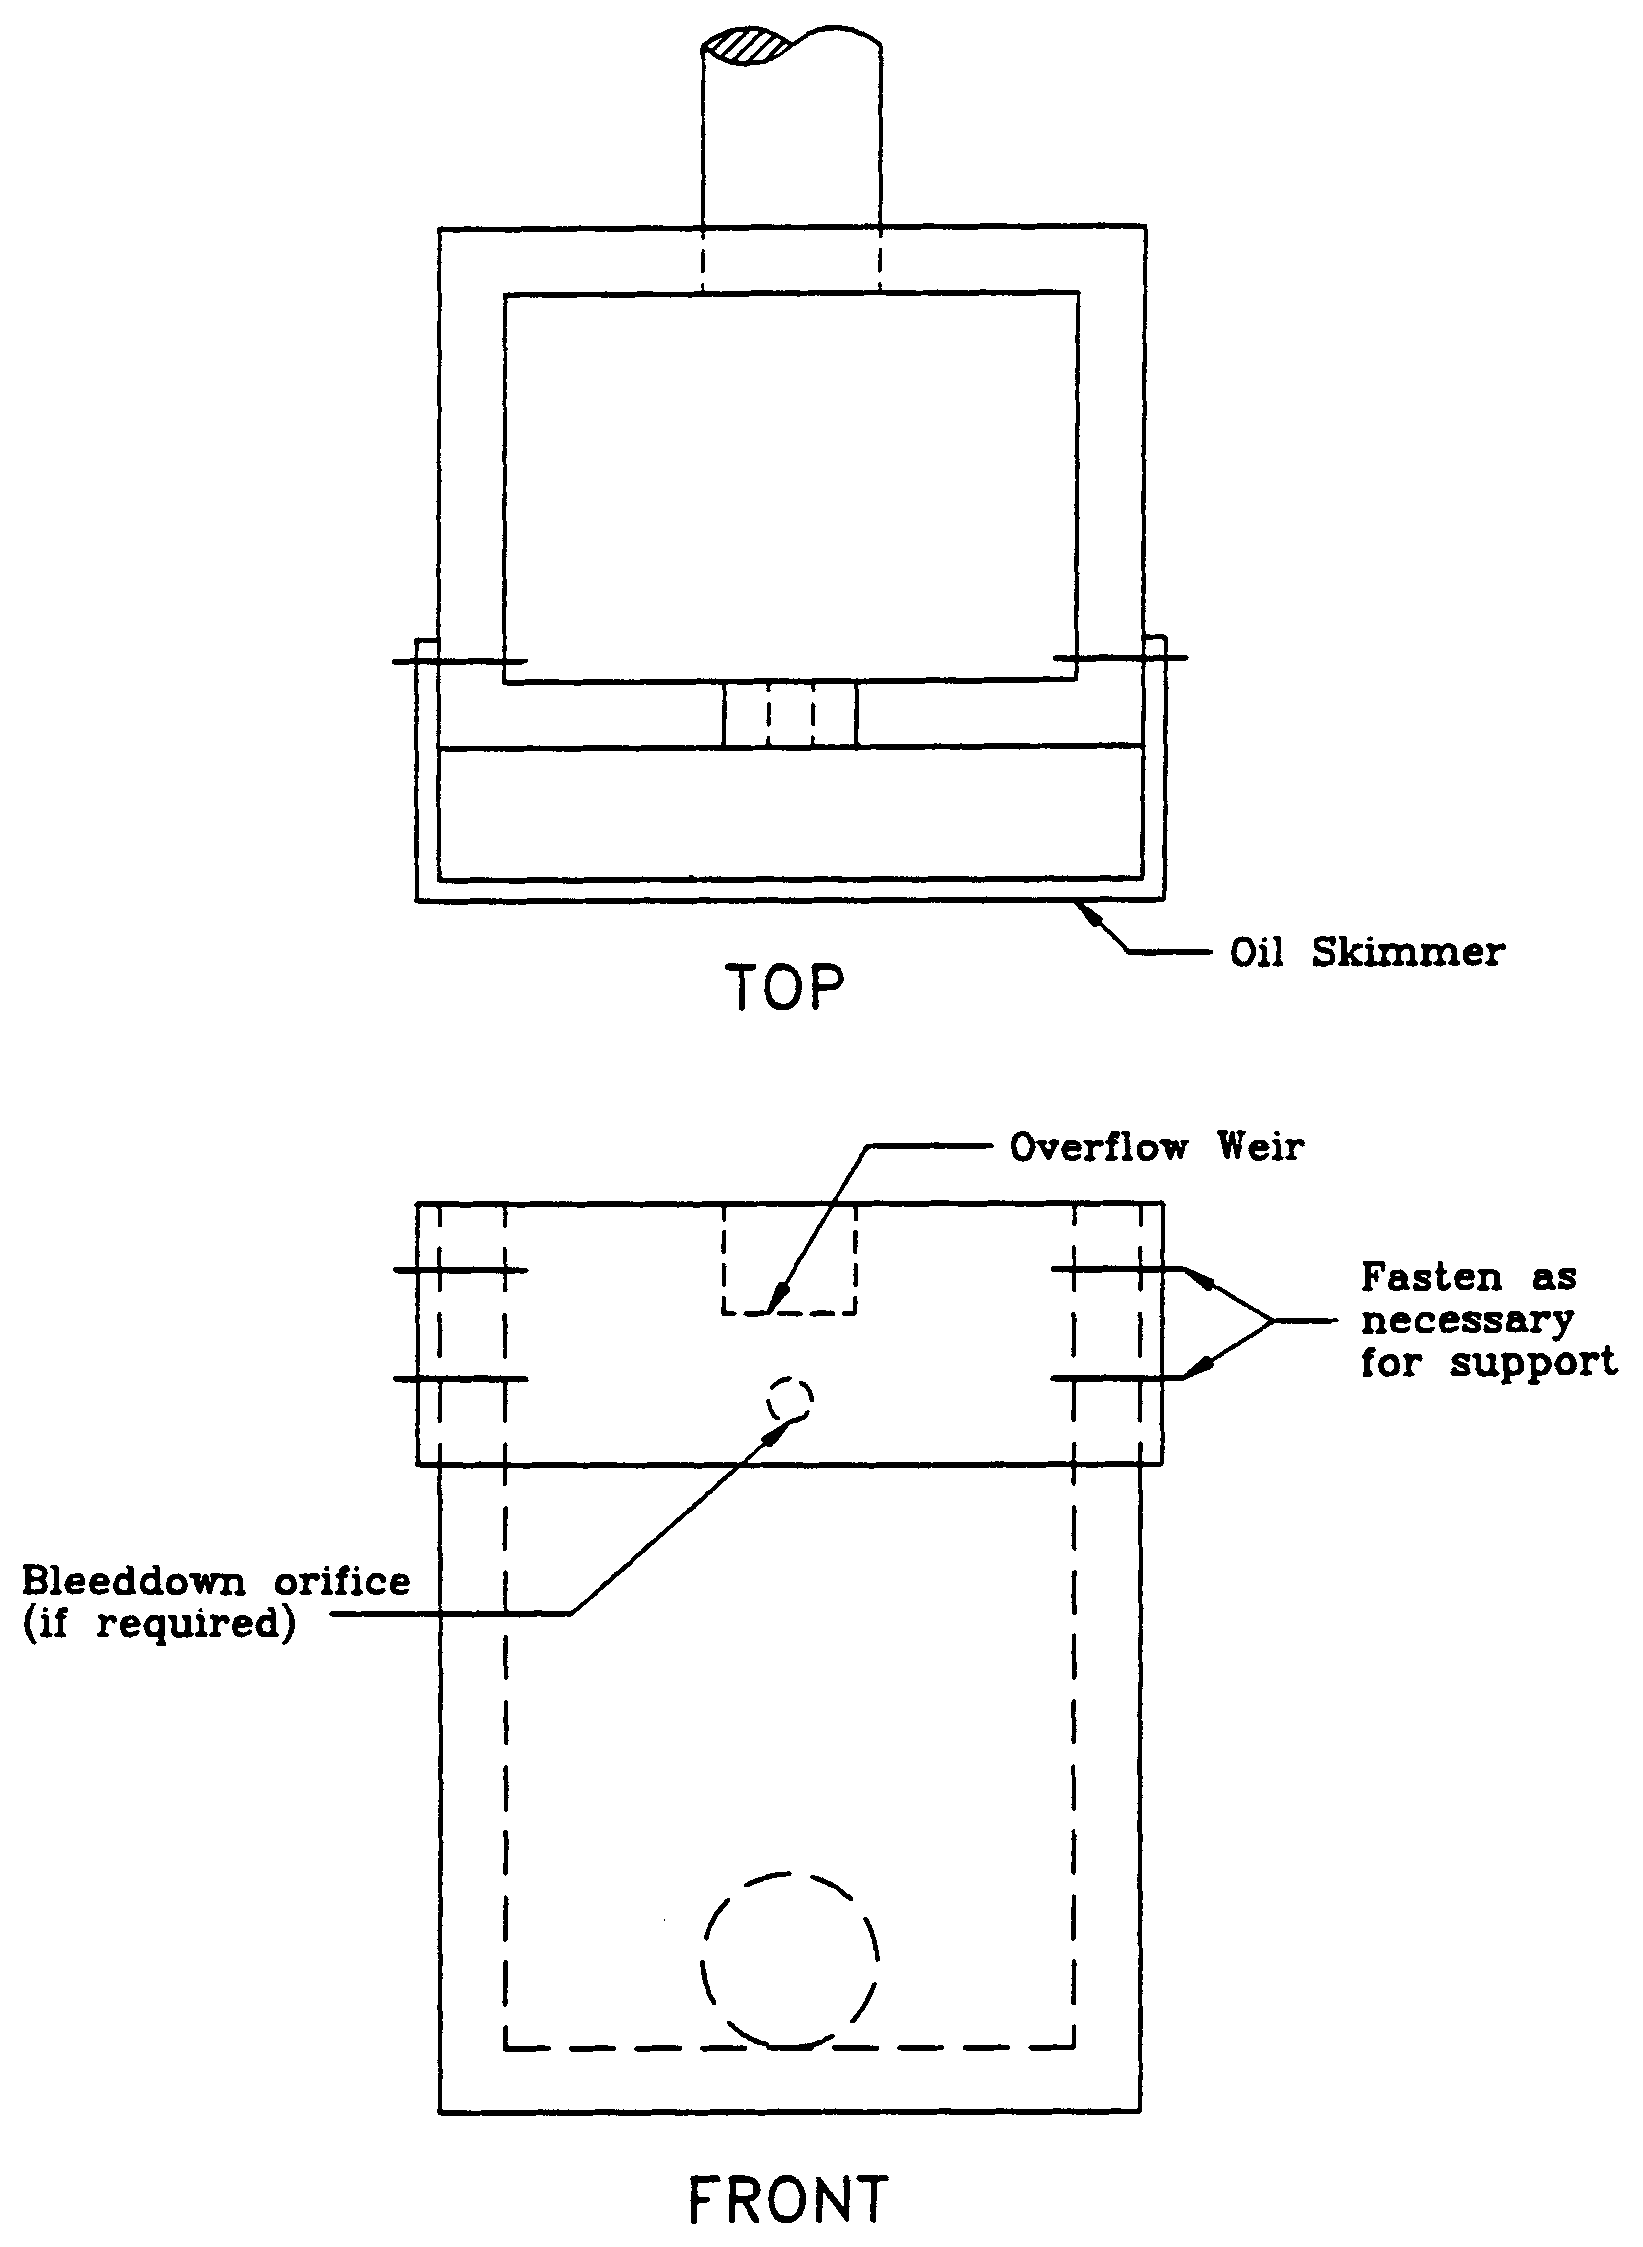 Oil Skimmer
TOP
Overflow Weir
Fasten as
necessary
for support
Bleeddown orifice
(if required)
FRONT